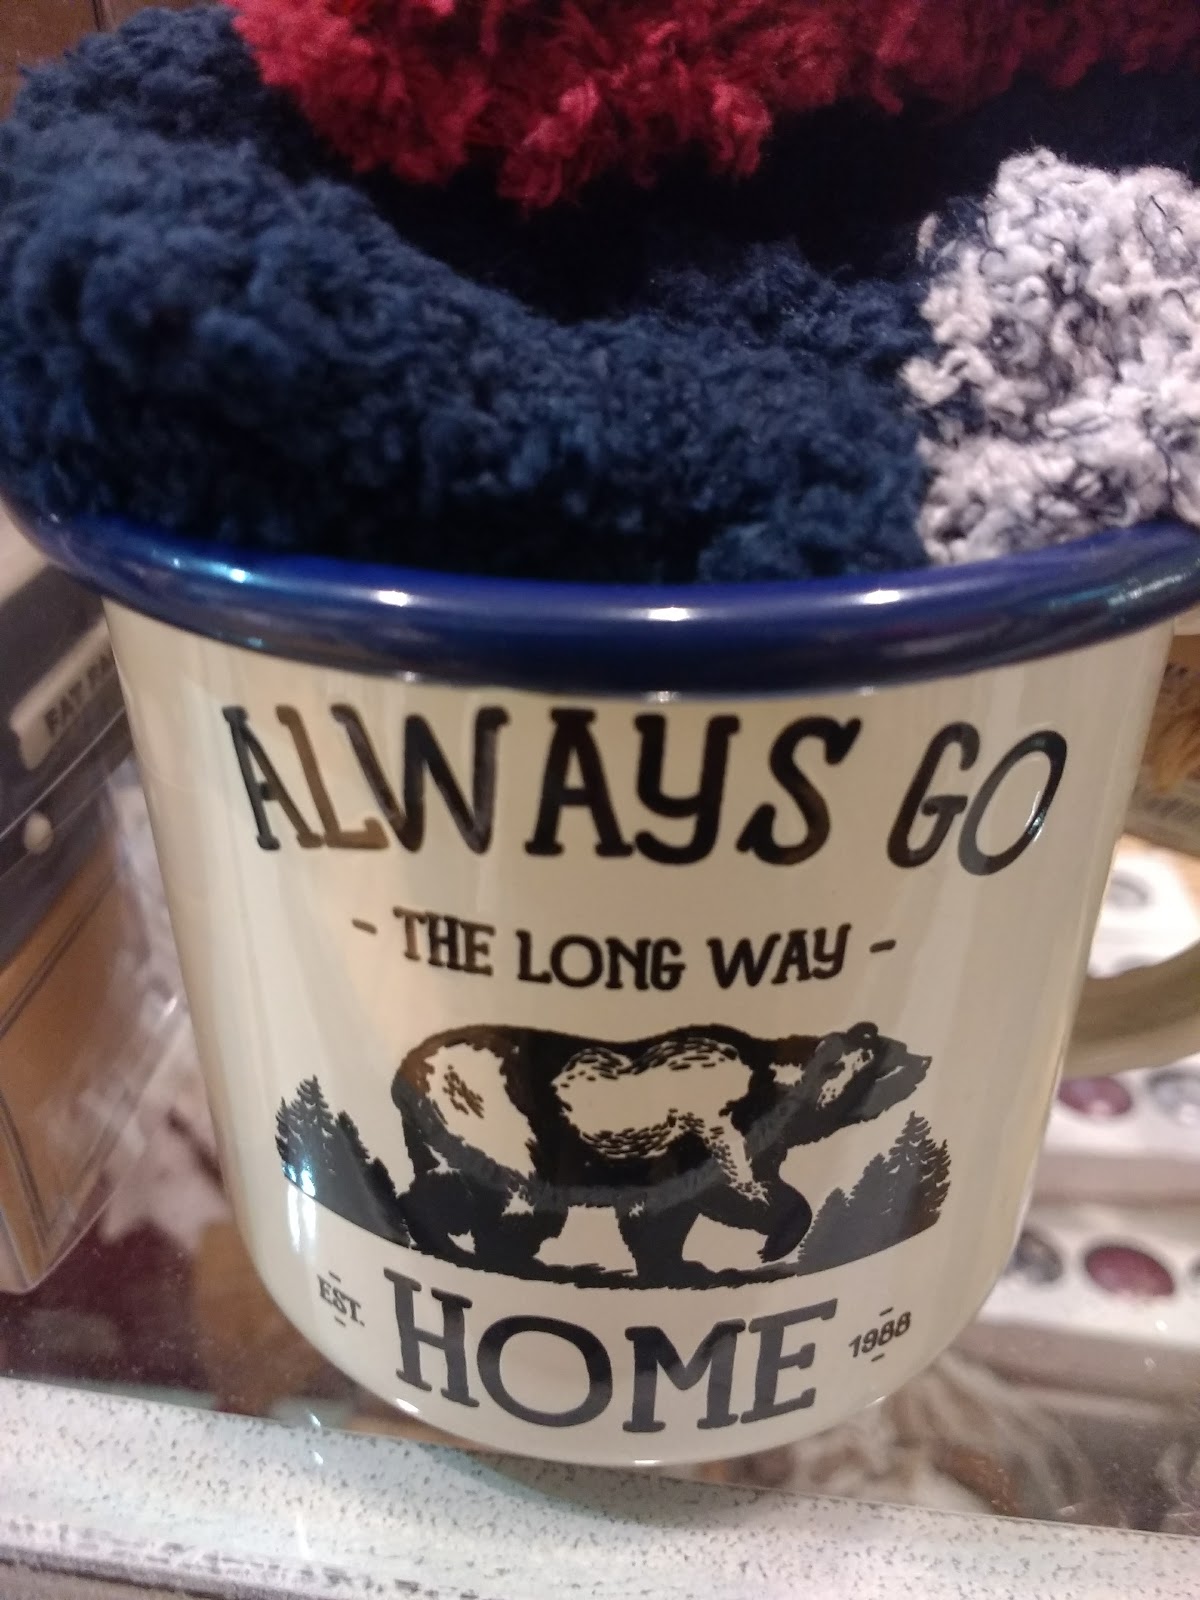 ALWAYS GO
- THE LONG WAY -
EST. HOME 1988